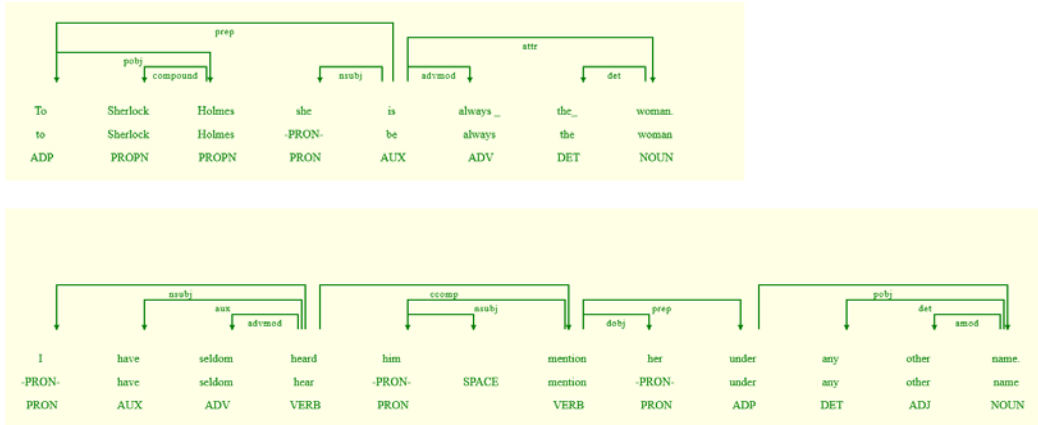 prep
attr
pobj
compound nsubj advmod det
To Sherlock Holmes she is always _ the_ woman.
to Sherlock Holmes -PRON- be always the woman
ADP PROPN PROPN PRON AUX ADV DET NOUN
nsubj ccomp pobj
aux nsubj prep det
advmod dobj amod
I have seldom heard him mention her under any other name.
-PRON- have seldom hear -PRON- SPACE mention -PRON- under any other name
PRON AUX ADV VERB PRON VERB PRON ADP DET ADJ NOUN